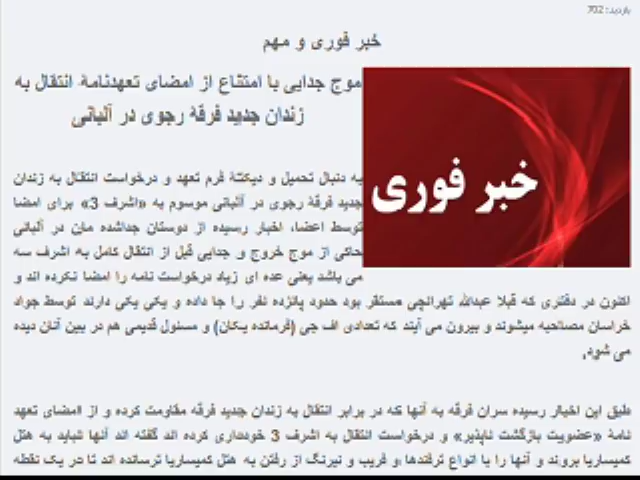 بازدید: 702
خبر فوری و مهم
موج جدایی با امتناع از امضای تعهدنامهٔ انتقال به
زندان جدید فرقهٔ رجوی در آلبانی
خبر فوری
به دنبال تحمیل و دیکتهٔ فرم تعهد و درخواست انتقال به زندان
جدید فرقهٔ رجوی در آلبانی موسوم به «اشرف 3» برای امضا
توسط اعضا، اخبار رسیده از دوستان جداشده مان در آلبانی
حاکی از موج خروج و جدایی قبل از انتقال کامل به اشرف سه
می باشد یعنی عده ای زیاد درخواست نامه را امضا نکرده اند و
اکنون در دفتری که قبلا عبدالله تهرانچی مستقر بود حدود پانزده نفر را جا داده و یکی یکی دارند توسط جواد
خراسان مصاحبه میشوند و بیرون می آیند که تعدادی اف جی (فرمانده یکان) و مسئول قدیمی هم در بین آنان دیده
می شود.
طبق این اخبار رسیده سران فرقه به آنها که در برابر انتقال به زندان جدید فرقه مقاومت کرده و از امضای تعهد
نامهٔ «عضویت بازگشت ناپذیر» و درخواست انتقال به اشرف 3 خودداری کرده اند گفته اند آنها نباید به هتل
کمیساریا بروند و آنها را با انواع ترفندها و فریب و نیرنگ از رفتن به هتل کمیساریا ترسانده اند تا در یک نقطه